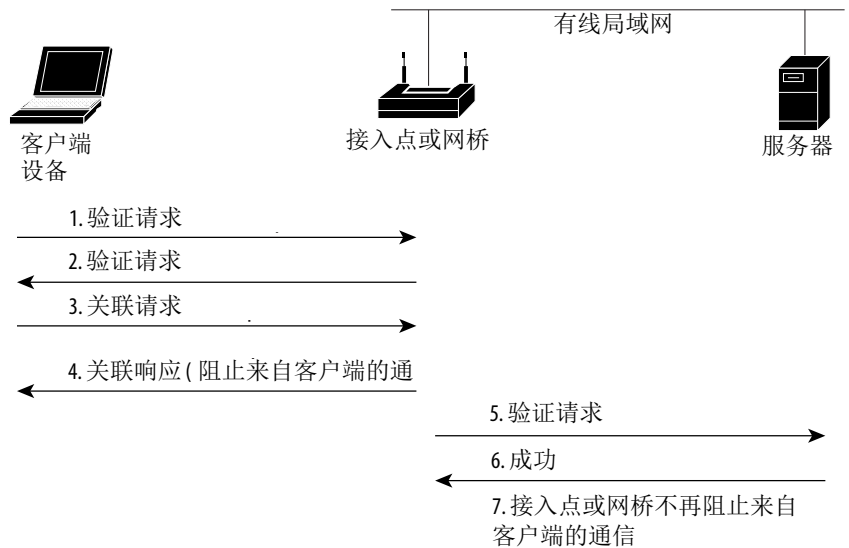 有线局域网
客户端
设备
接入点或网桥
服务器
1. 验证请求
2. 验证请求
3. 关联请求
4. 关联响应 ( 阻止来自客户端的通
5. 验证请求
6. 成功
7. 接入点或网桥不再阻止来自
客户端的通信